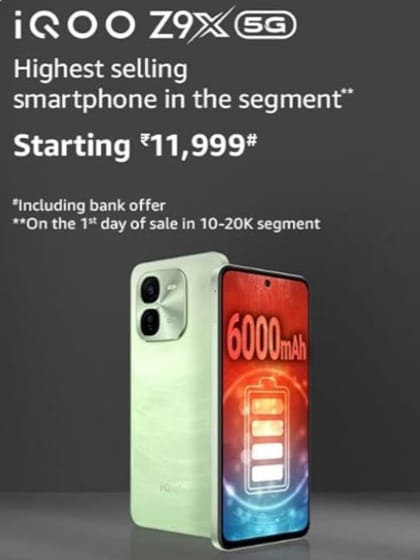 iQOO Z9X 5G
Highest selling
smartphone in the segment**
Starting ₹11,999#
#Including bank offer
**On the 1st day of sale in 10-20K segment
6000mAh
iQOO